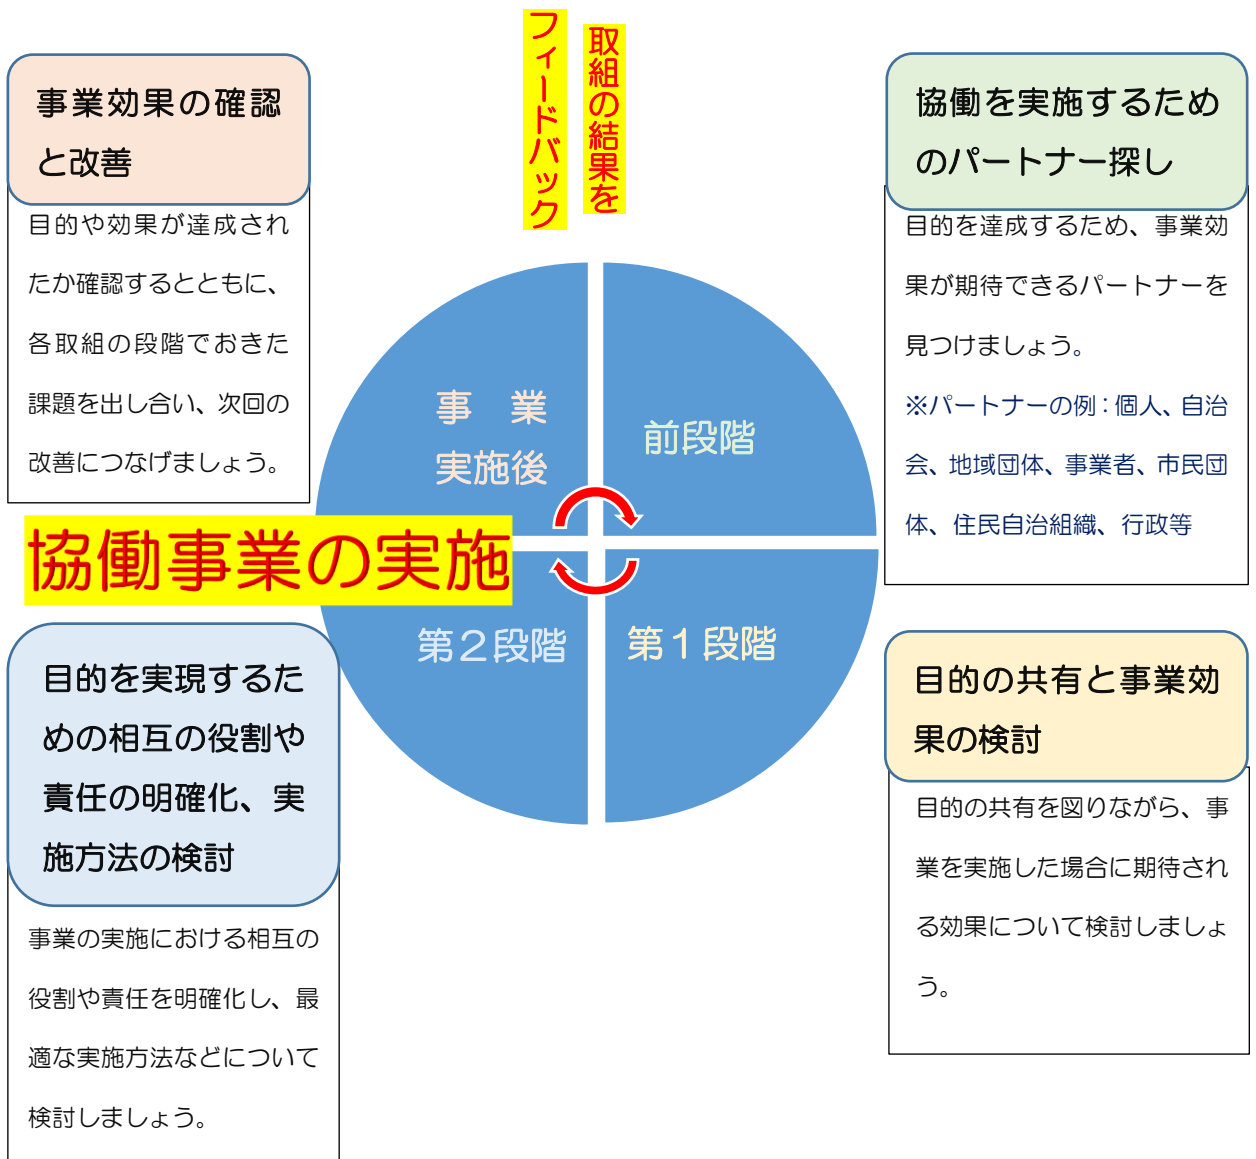 取組の結果を
フィードバック
事業効果の確認
と改善
目的や効果が達成され
たか確認するとともに、
各取組の段階でおきた
課題を出し合い、次回の
改善につなげましょう。
協働を実施するため
のパートナー探し
目的を達成するため、事業効
果が期待できるパートナーを
見つけましょう。
※パートナーの例：個人、自治
会、地域団体、事業者、市民団
体、住民自治組織、行政等
事　業
実施後
前段階
協働事業の実施
第２段階
第１段階
目的を実現するた
めの相互の役割や
責任の明確化、実
施方法の検討
事業の実施における相互の
役割や責任を明確化し、最
適な実施方法などについて
検討しましょう。
目的の共有と事業効
果の検討
目的の共有を図りながら、事
業を実施した場合に期待され
る効果について検討しましょ
う。